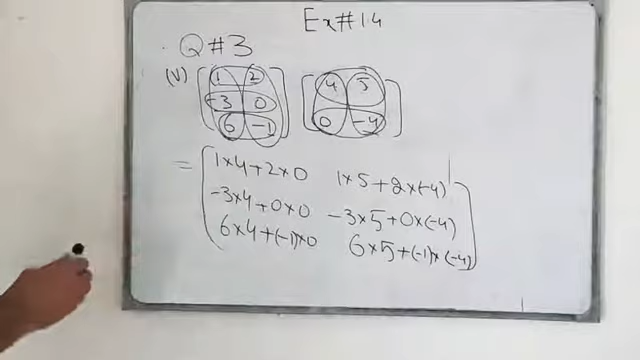 Ex#14
Q#3
(V) [1 2 [4 5
-3 0 0 -4]
6 -1]
= [1×4+2×0 1×5+2×(-4)
-3×4+0×0 -3×5+0×(-4)
6×4+(-1)×0 6×5+(-1)×(-4)]